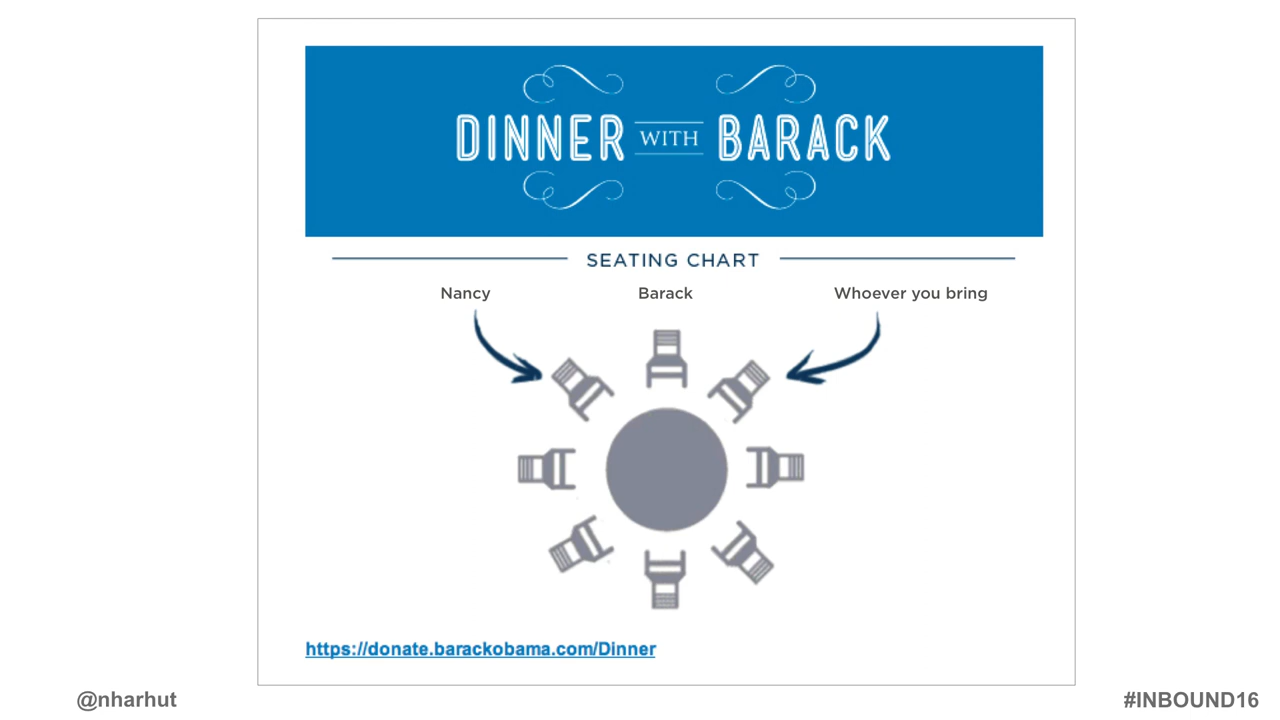 DINNER WITH BARACK
SEATING CHART
Nancy Barack Whoever you bring
https://donate.barackobama.com/Dinner
@nharhut #INBOUND16